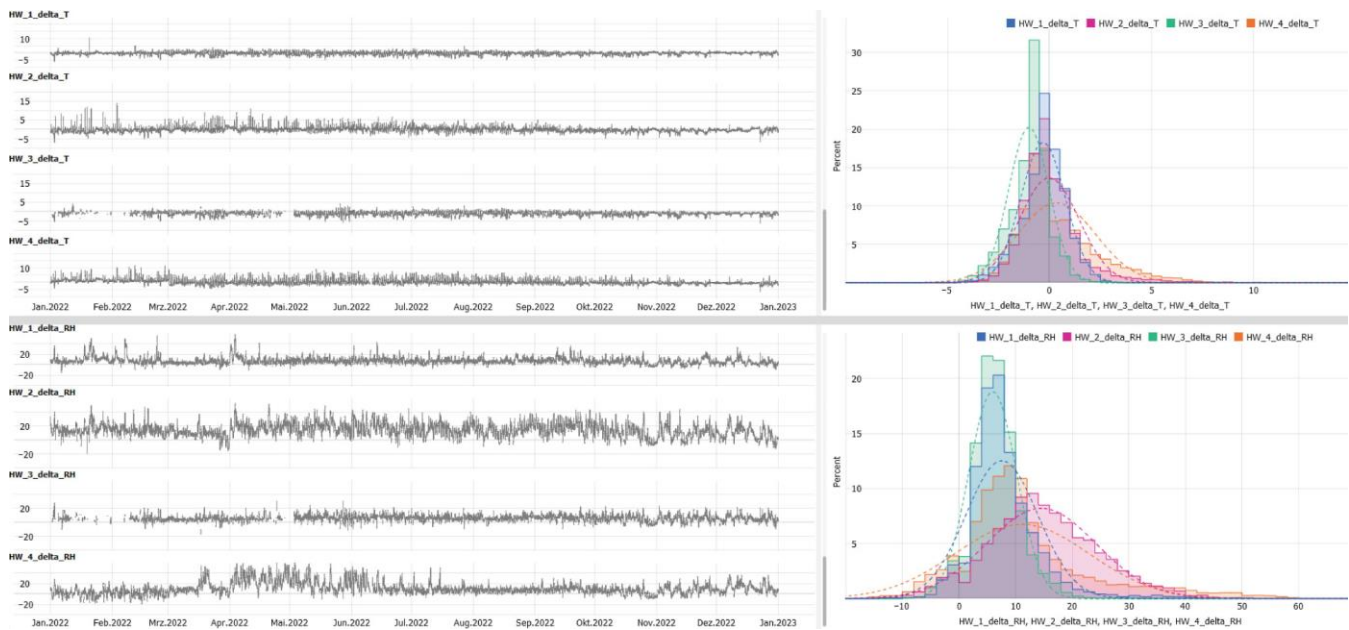 HW_1_delta_T
10
−5
HW_2_delta_T
15
5
−5
HW_3_delta_T
15
5
−5
HW_4_delta_T
10
−5
Jan.2022 Feb.2022 Mrz.2022 Apr.2022 Mai.2022 Jun.2022 Jul.2022 Aug.2022 Sep.2022 Okt.2022 Nov.2022 Dez.2022 Jan.2023
HW_1_delta_T HW_2_delta_T HW_3_delta_T HW_4_delta_T
Percent
30
25
20
15
10
5
−5 0 5 10
HW_1_delta_T, HW_2_delta_T, HW_3_delta_T, HW_4_delta_T
HW_1_delta_RH
20
−20
HW_2_delta_RH
20
−20
HW_3_delta_RH
20
−20
HW_4_delta_RH
20
−20
Jan.2022 Feb.2022 Mrz.2022 Apr.2022 Mai.2022 Jun.2022 Jul.2022 Aug.2022 Sep.2022 Okt.2022 Nov.2022 Dez.2022 Jan.2023
HW_1_delta_RH HW_2_delta_RH HW_3_delta_RH HW_4_delta_RH
Percent
20
15
10
5
−10 0 10 20 30 40 50 60
HW_1_delta_RH, HW_2_delta_RH, HW_3_delta_RH, HW_4_delta_RH